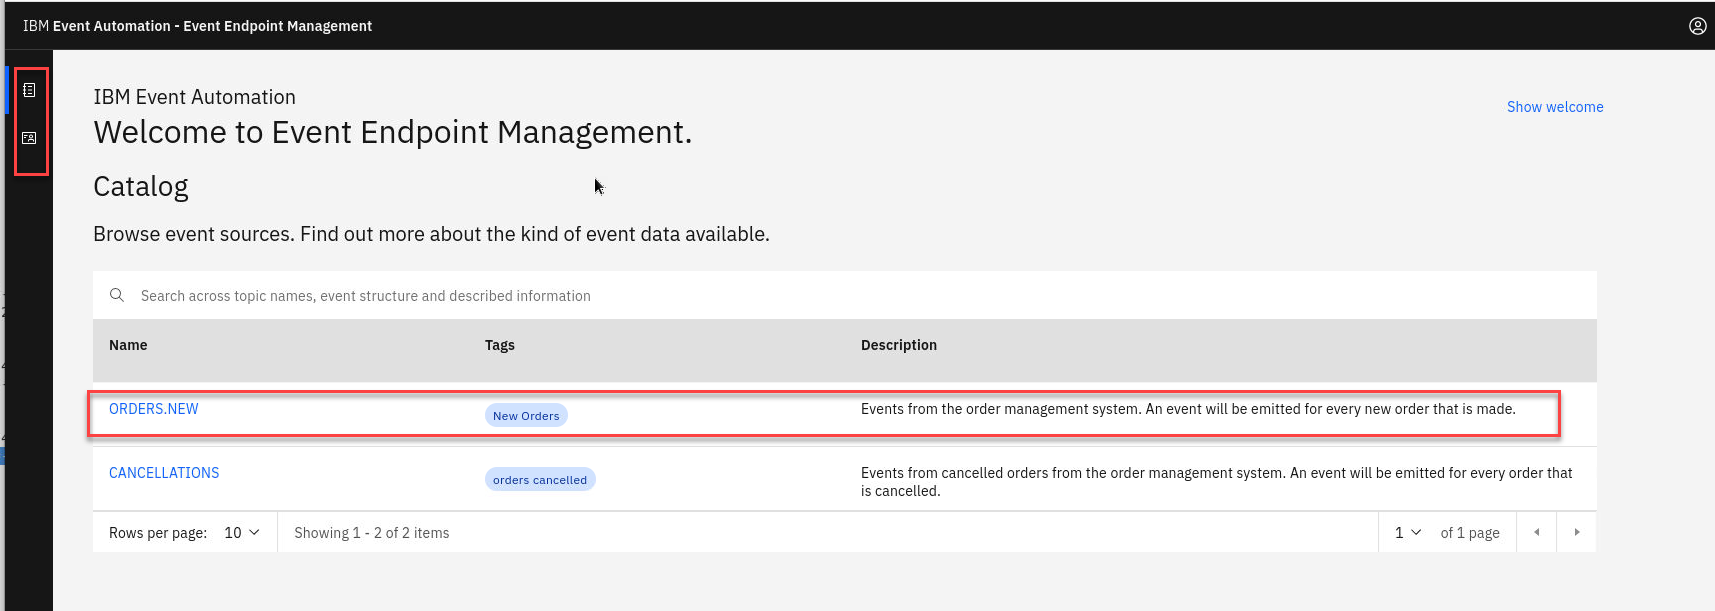 IBM Event Automation - Event Endpoint Management
IBM Event Automation
Show welcome
Welcome to Event Endpoint Management.
Catalog
Browse event sources. Find out more about the kind of event data available.
Search across topic names, event structure and described information
Name Tags Description
ORDERS.NEW New Orders Events from the order management system. An event will be emitted for every new order that is made.
CANCELLATIONS orders cancelled Events from cancelled orders from the order management system. An event will be emitted for every order that
is cancelled.
Rows per page: 10 Showing 1 - 2 of 2 items 1 of 1 page